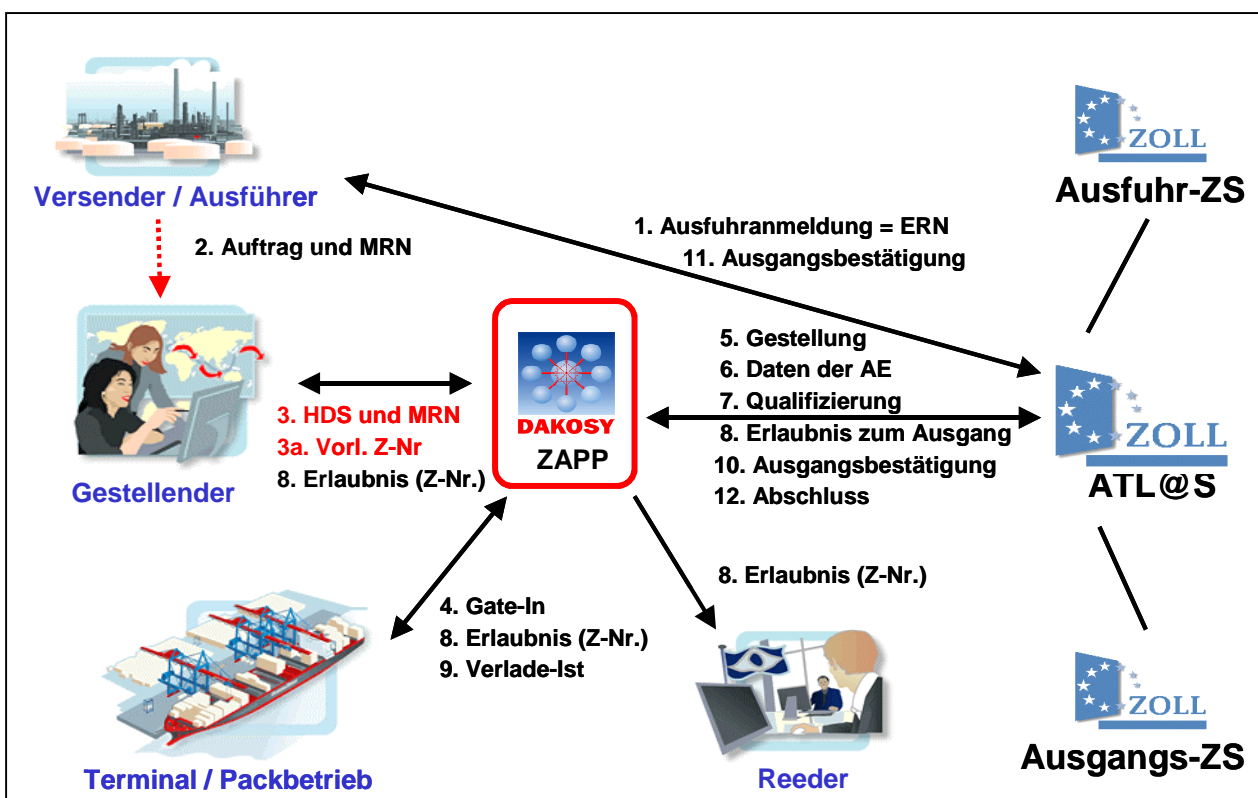 ZOLL
Ausfuhr-ZS
Versender / Ausführer
1. Ausfuhranmeldung = ERN
11. Ausgangsbestätigung
2. Auftrag und MRN
DAKOSY
ZAPP
3. HDS und MRN
3a. Vorl. Z-Nr
8. Erlaubnis (Z-Nr.)
Gestellender
5. Gestellung
6. Daten der AE
7. Qualifizierung
8. Erlaubnis zum Ausgang
10. Ausgangsbestätigung
12. Abschluss
ZOLL
ATL@S
4. Gate-In
8. Erlaubnis (Z-Nr.)
9. Verlade-Ist
8. Erlaubnis (Z-Nr.)
Terminal / Packbetrieb
Reeder
ZOLL
Ausgangs-ZS